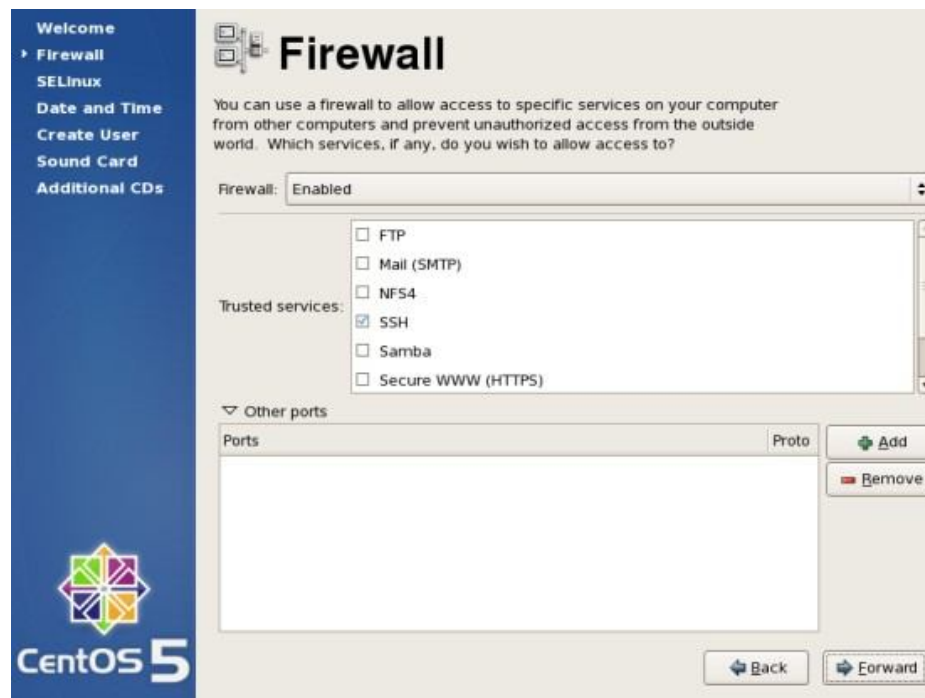 Welcome
Firewall
SELinux
Date and Time
Create User
Sound Card
Additional CDs
CentOS 5
Firewall
You can use a firewall to allow access to specific services on your computer
from other computers and prevent unauthorized access from the outside
world. Which services, if any, do you wish to allow access to?
Firewall: Enabled
Trusted services:
FTP
Mail (SMTP)
NFS4
SSH
Samba
Secure WWW (HTTPS)
Other ports
Ports Proto
Add
Remove
Back
Forward